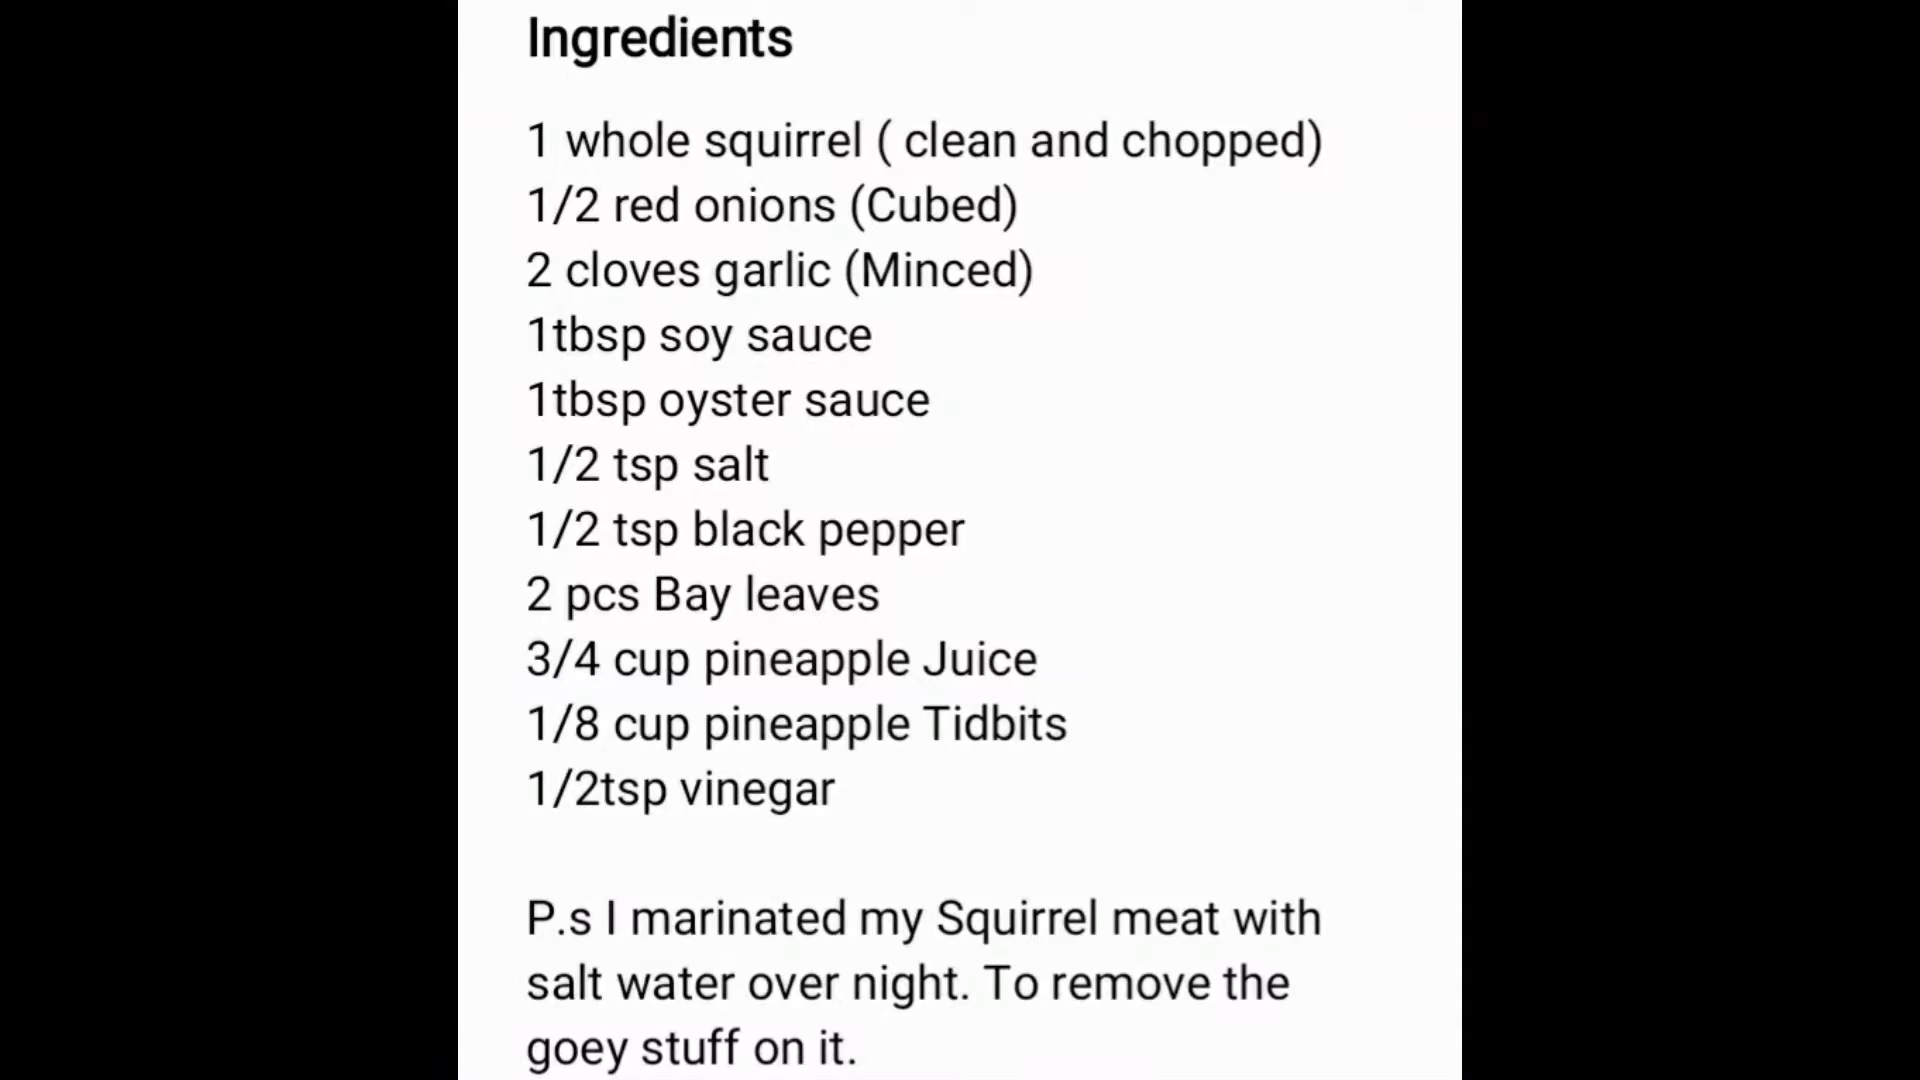 Ingredients
1 whole squirrel ( clean and chopped)
1/2 red onions (Cubed)
2 cloves garlic (Minced)
1tbsp soy sauce
1tbsp oyster sauce
1/2 tsp salt
1/2 tsp black pepper
2 pcs Bay leaves
3/4 cup pineapple Juice
1/8 cup pineapple Tidbits
1/2tsp vinegar
P.s I marinated my Squirrel meat with
salt water over night. To remove the
goey stuff on it.